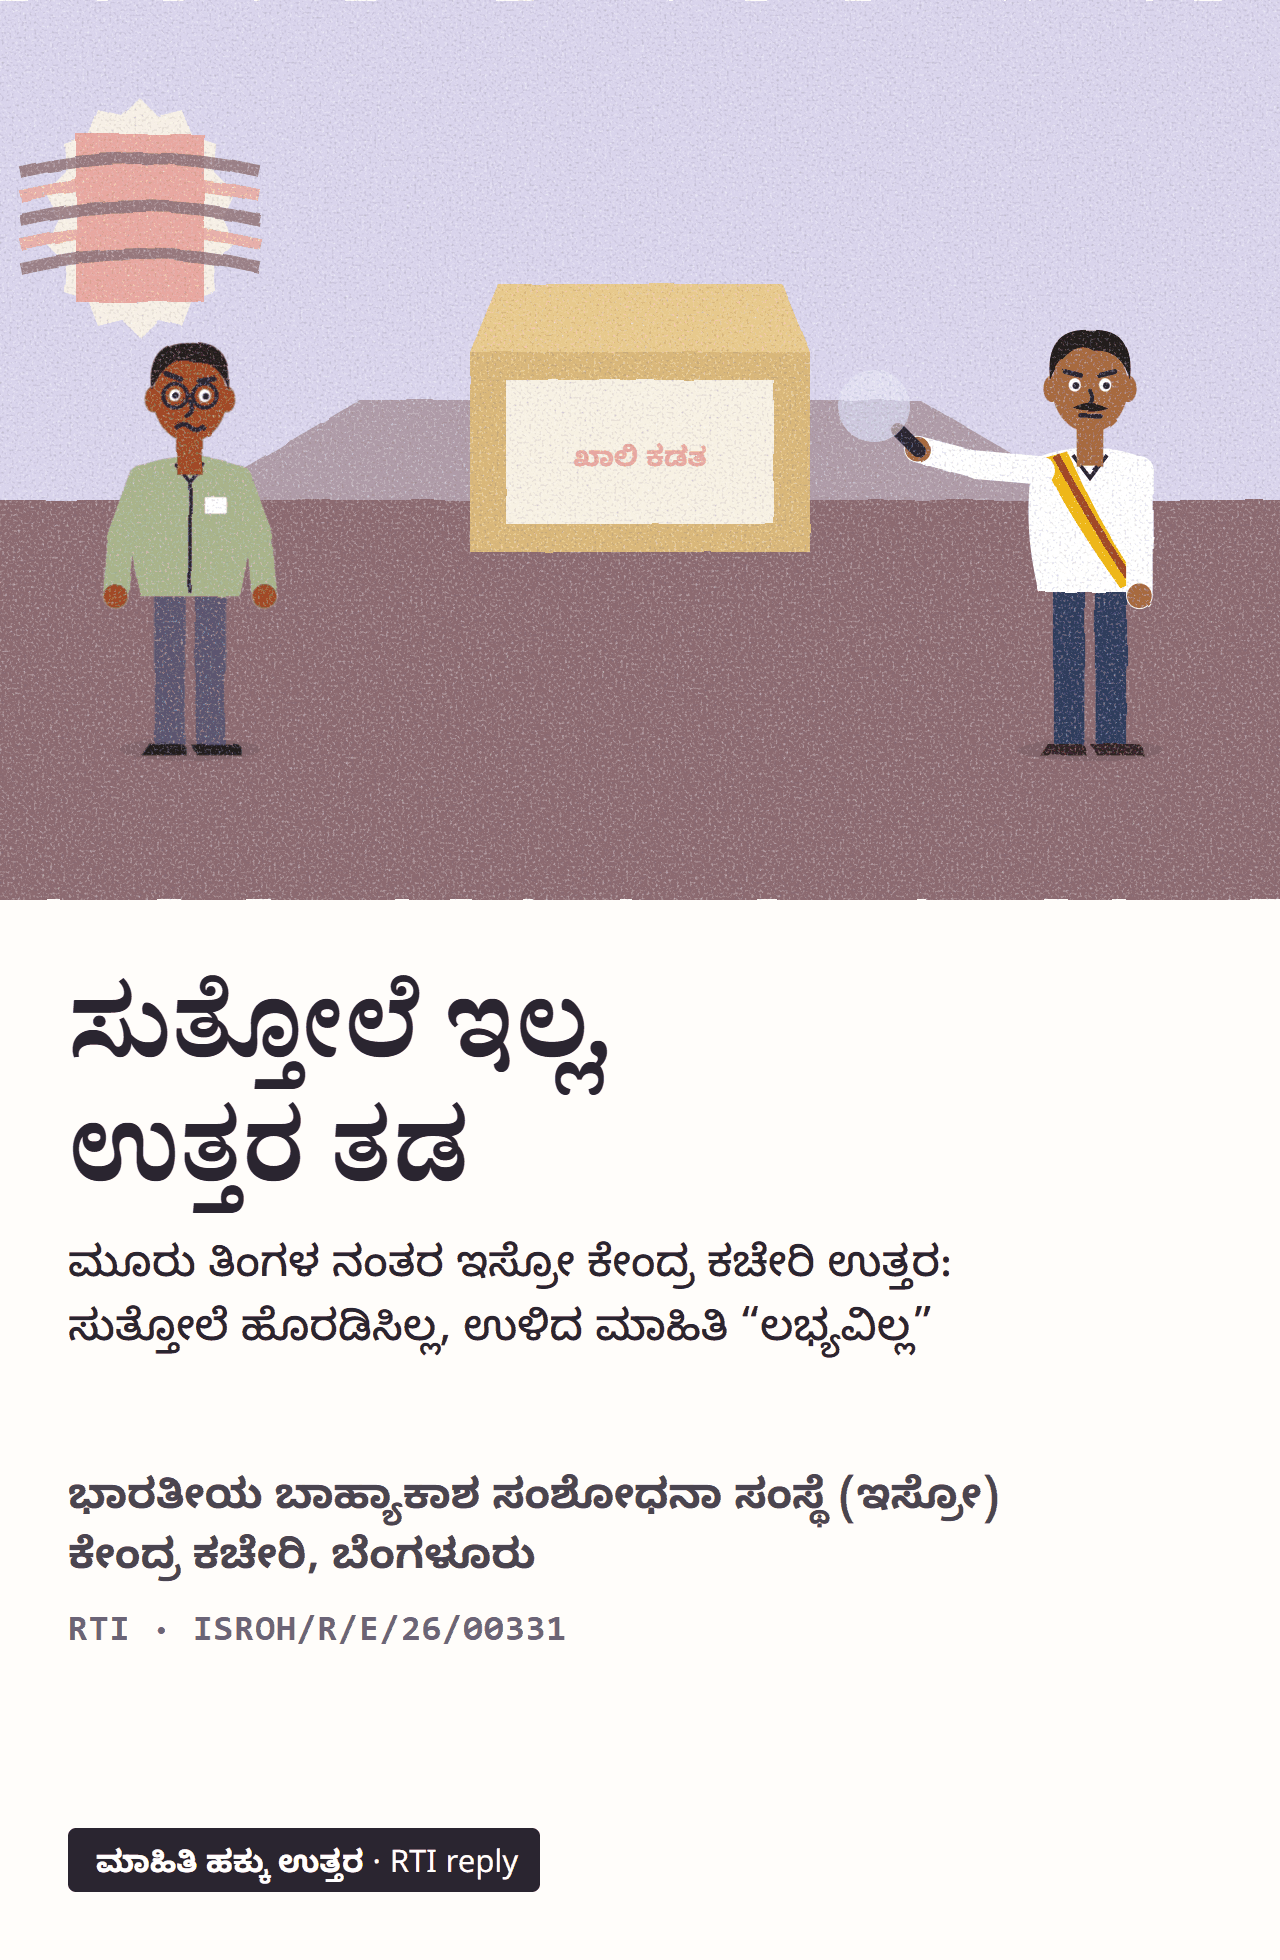 ಖಾಲಿ ಕಡತ
ಸುತ್ತೋಲೆ ಇಲ್ಲ,
ಉತ್ತರ ತಡ
ಮೂರು ತಿಂಗಳ ನಂತರ ಇಸ್ರೋ ಕೇಂದ್ರ ಕಚೇರಿ ಉತ್ತರ:
ಸುತ್ತೋಲೆ ಹೊರಡಿಸಿಲ್ಲ, ಉಳಿದ ಮಾಹಿತಿ “ಲಭ್ಯವಿಲ್ಲ”
ಭಾರತೀಯ ಬಾಹ್ಯಾಕಾಶ ಸಂಶೋಧನಾ ಸಂಸ್ಥೆ (ಇಸ್ರೋ)
ಕೇಂದ್ರ ಕಚೇರಿ, ಬೆಂಗಳೂರು
RTI · ISROH/R/E/26/00331
ಮಾಹಿತಿ ಹಕ್ಕು ಉತ್ತರ · RTI reply